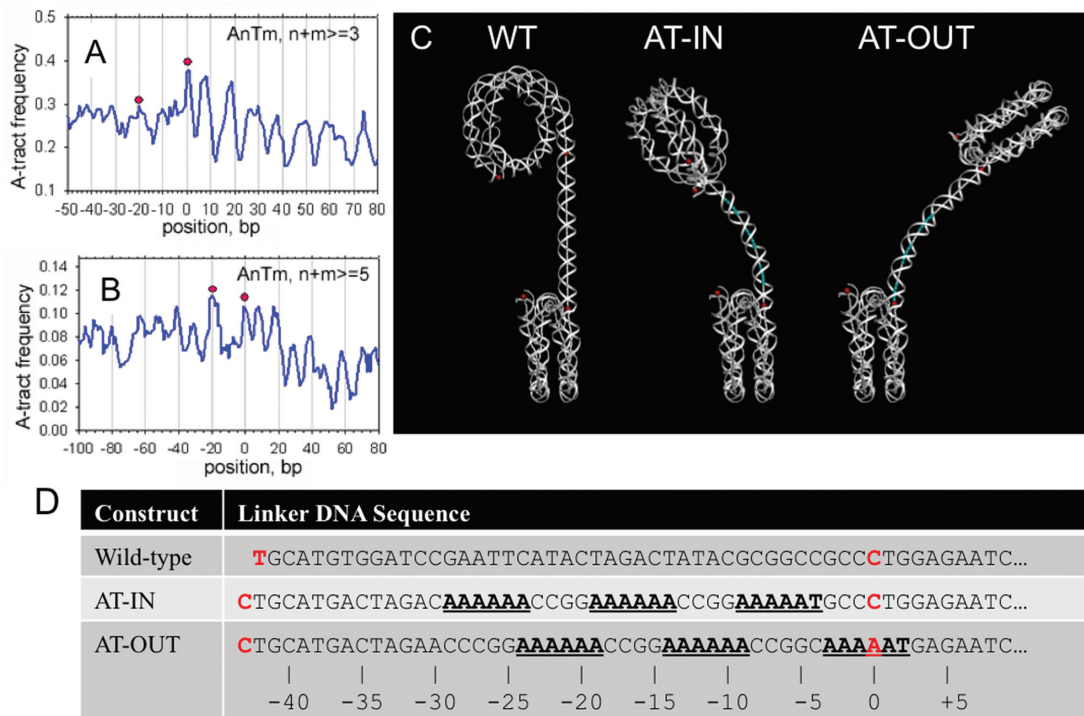 A
AnTm, n+m>=3
A-tract frequency
0.5
0.4
0.3
0.2
0.1
-50 -40 -30 -20 -10 0 10 20 30 40 50 60 70 80
position, bp
B
AnTm, n+m>=5
A-tract frequency
0.14
0.12
0.10
0.08
0.06
0.04
0.02
0.00
-100 -80 -60 -40 -20 0 20 40 60 80
position, bp
C
WT
AT-IN
AT-OUT
D
Construct Linker DNA Sequence
Wild-type TGCATGTGGATCCGAATTCATACTAGACTATACGCGGCCGCCCTGGAGAATC...
AT-IN CTGCATGACTAGACAAAAAACCGGAAAAAACCGGAAAAATGCCCTGGAGAATC...
AT-OUT CTGCATGACTAGAACCCGGAAAAAACCGGAAAAAACCGGCAAAAATGAGAATC...
-40 -35 -30 -25 -20 -15 -10 -5 0 +5